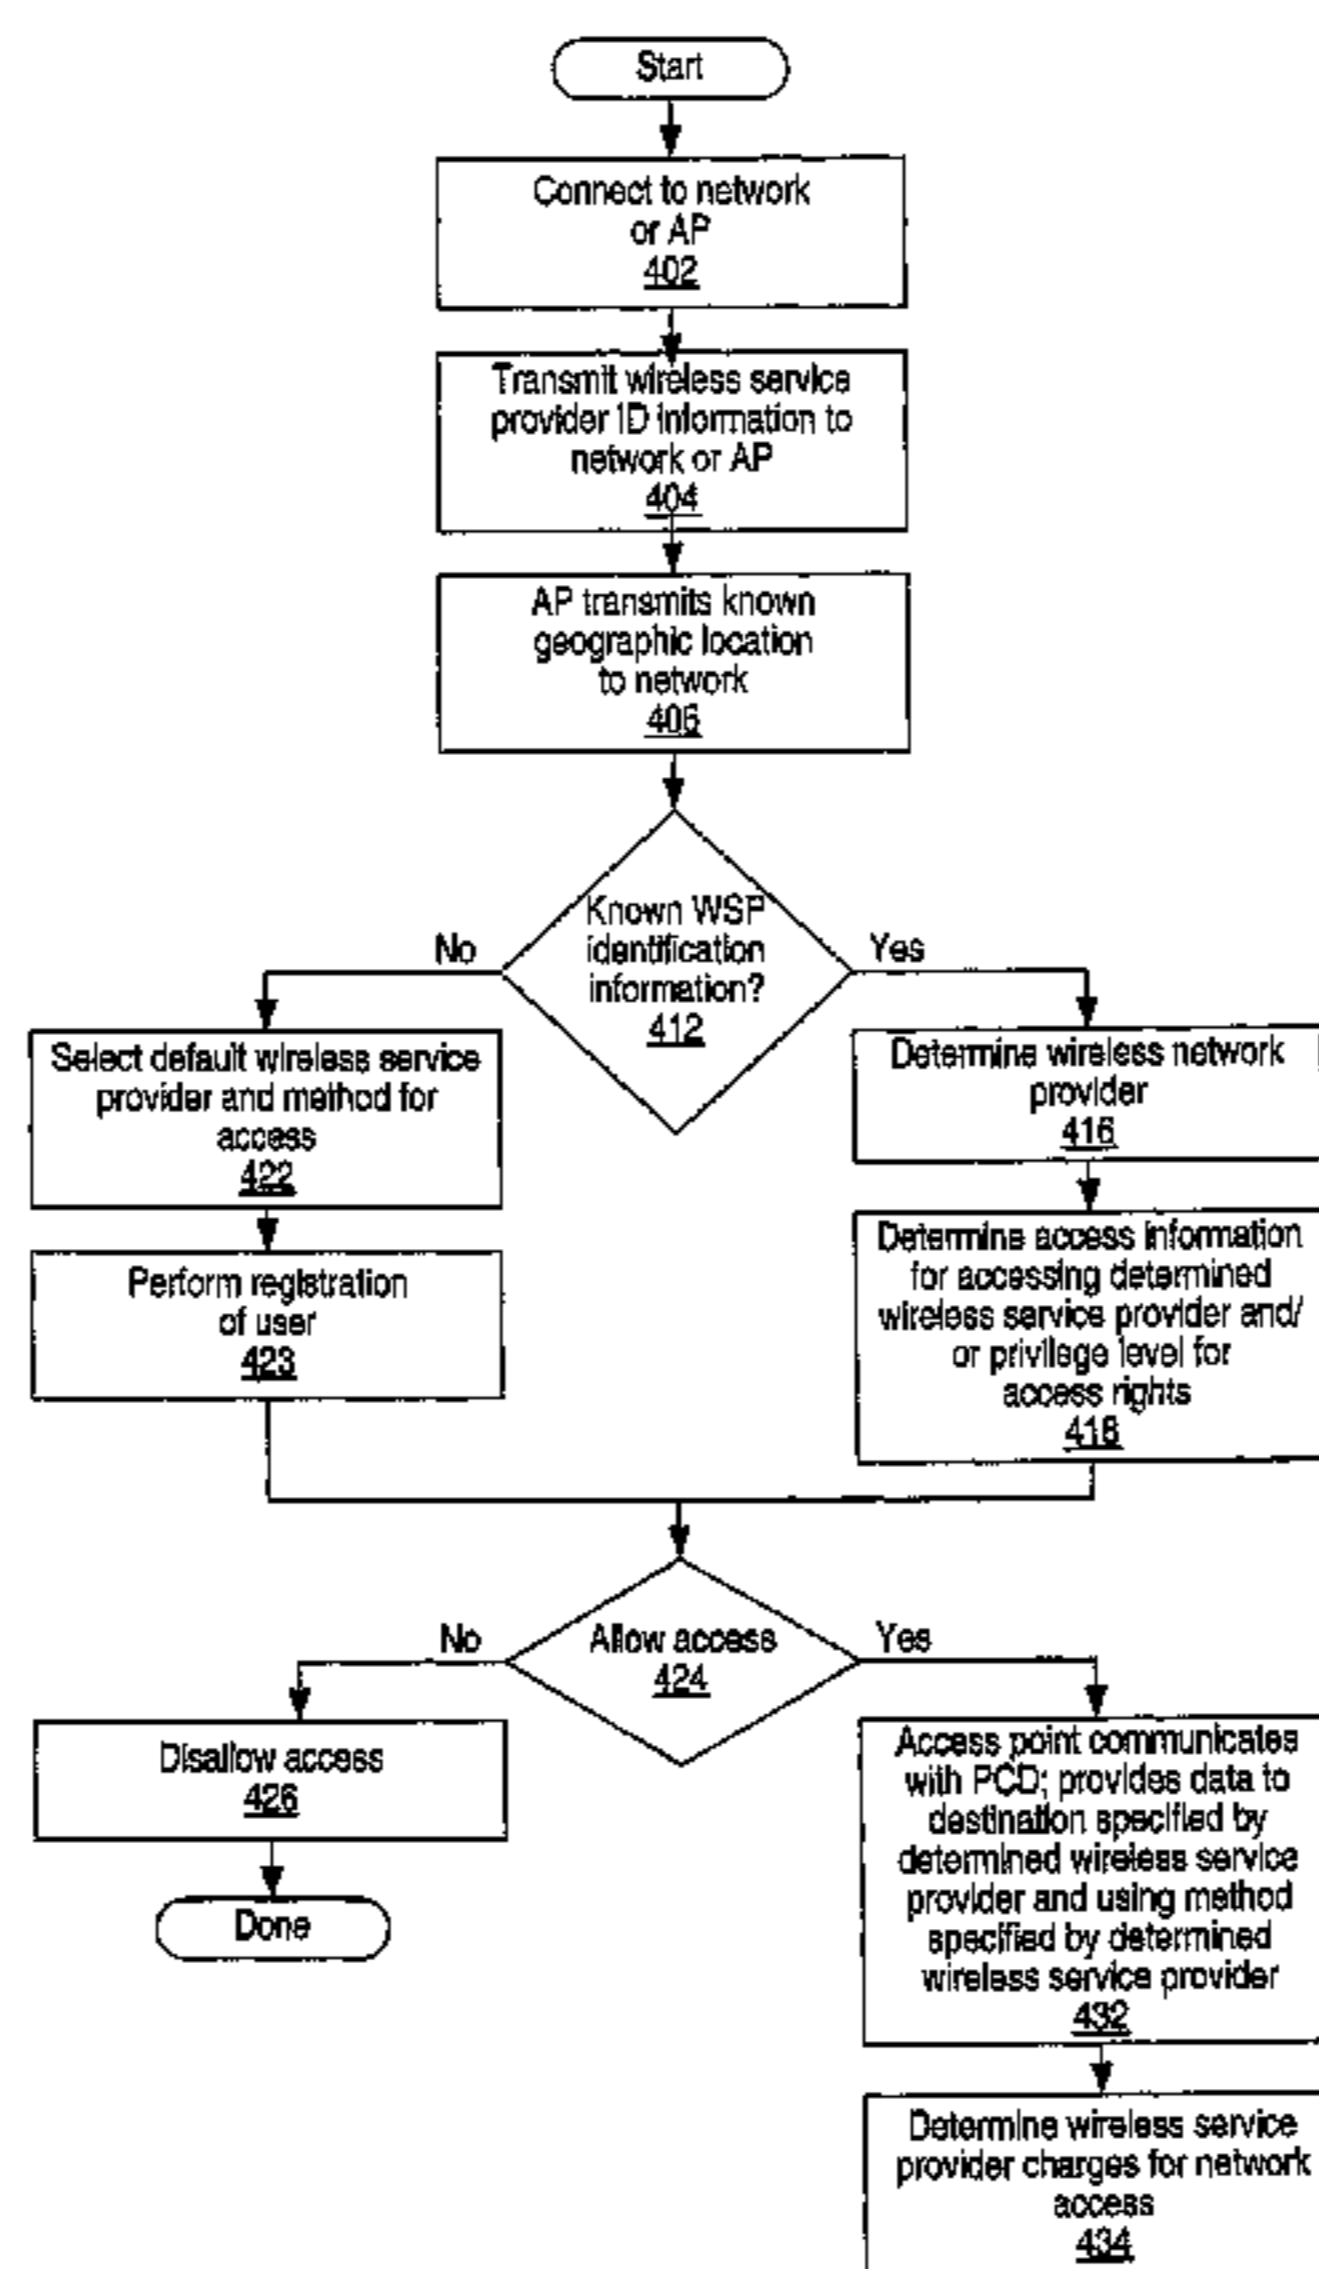 Start
Connect to network
or AP
402
Transmit wireless service
provider ID information to
network or AP
404
AP transmits known
geographic location
to network
406
Known WSP
identification
information?
412
No
Yes
Select default wireless service
provider and method for
access
422
Perform registration
of user
423
Determine wireless network
provider
416
Determine access information
for accessing determined
wireless service provider and/
or privilege level for
access rights
418
Allow access
424
No
Yes
Disallow access
426
Done
Access point communicates
with PCD; provides data to
destination specified by
determined wireless service
provider and using method
specified by determined
wireless service provider
432
Determine wireless service
provider charges for network
access
434